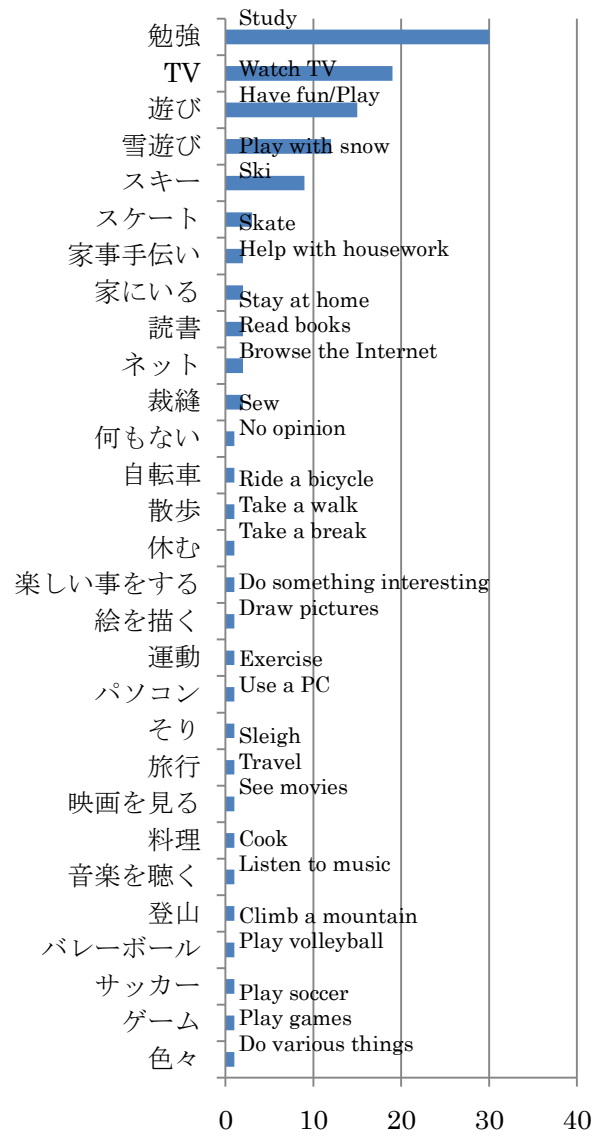 Study
勉強
TV Watch TV
Have fun/Play
遊び
雪遊び Play with snow
スキー Ski
スケート Skate
家事手伝い Help with housework
家にいる Stay at home
読書 Read books
ネット Browse the Internet
裁縫 Sew
何もない No opinion
自転車 Ride a bicycle
散歩 Take a walk
休む Take a break
楽しい事をする Do something interesting
絵を描く Draw pictures
運動 Exercise
パソコン Use a PC
そり Sleigh
旅行 Travel
映画を見る See movies
料理 Cook
音楽を聴く Listen to music
登山 Climb a mountain
バレーボール Play volleyball
サッカー Play soccer
ゲーム Play games
色々 Do various things
0 10 20 30 40